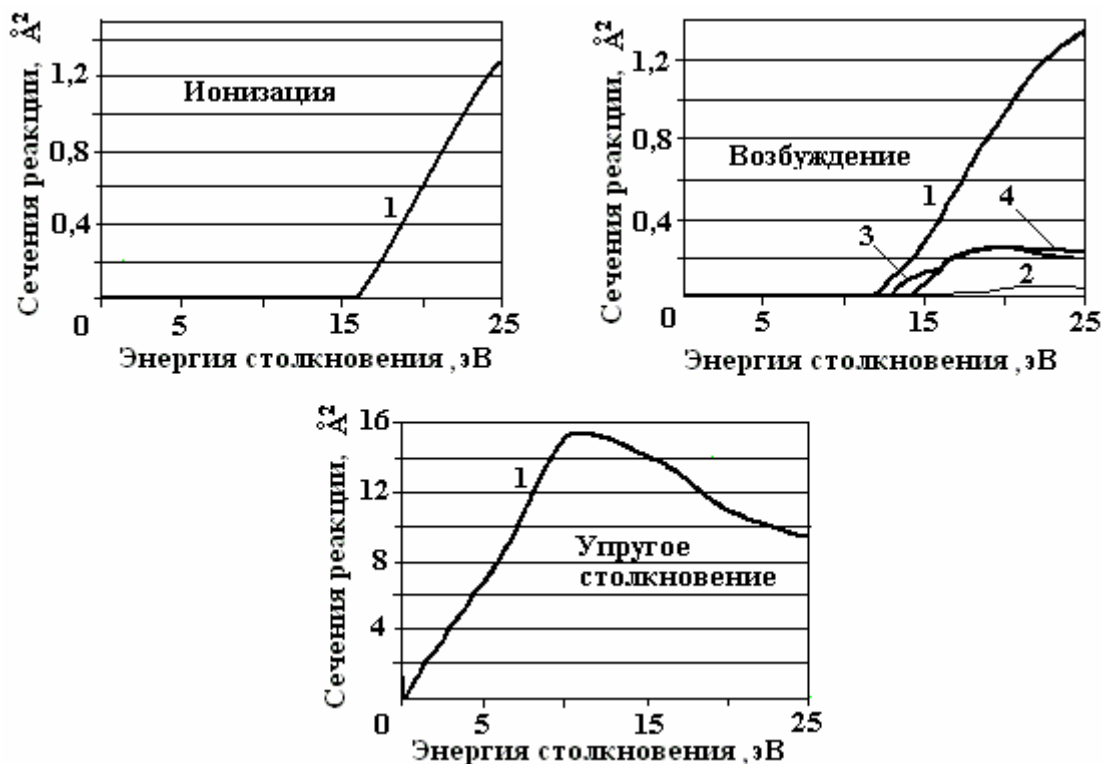 Сечения реакции, Å²
1,2
0,8
0,4
Ионизация
1
0 5 15 25
Энергия столкновения ,эВ
Сечения реакции, Å²
1,2
0,8
0,4
Возбуждение
1
4
3
2
0 5 15 25
Энергия столкновения ,эВ
Сечения реакции, Å²
16
12
8
4
1
Упругое
столкновение
0 5 15 25
Энергия столкновения ,эВ